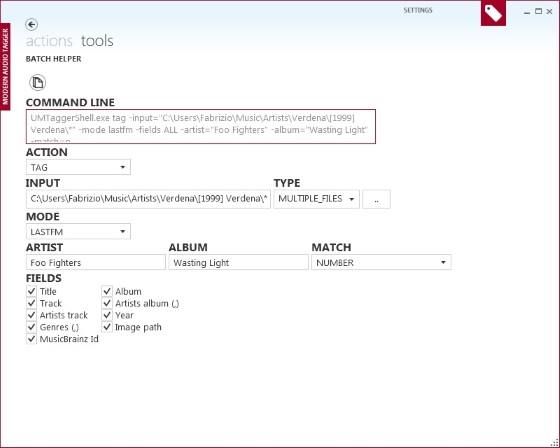 SETTINGS
MODERN AUDIO TAGGER
actions tools
BATCH HELPER
COMMAND LINE
UMTaggerShell.exe tag -input="C:\Users\Fabrizio\Music\Artists\Verdena\[1999]
Verdena\*" -mode lastfm -fields ALL -artist="Foo Fighters" -album="Wasting Light"
ACTION
TAG
INPUT TYPE
C:\Users\Fabrizio\Music\Artists\Verdena\[1999] Verdena\* MULTIPLE_FILES ..
MODE
LASTFM
ARTIST ALBUM MATCH
Foo Fighters Wasting Light NUMBER
FIELDS
Title Album
Track Artists album (,)
Artists track Year
Genres (,) Image path
MusicBrainz Id